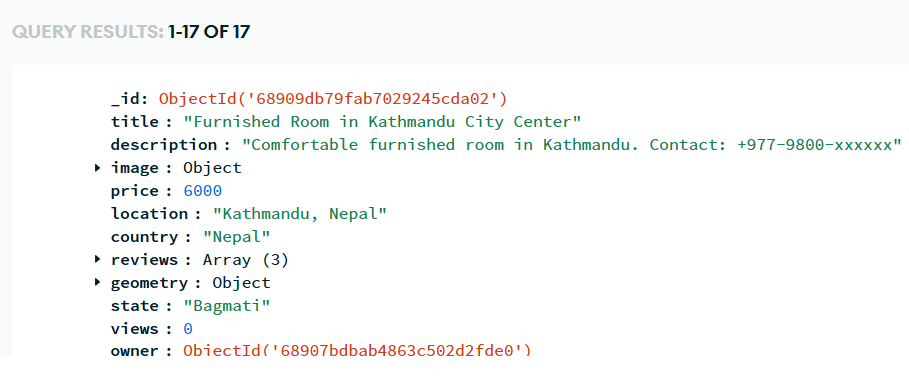 QUERY RESULTS: 1-17 OF 17
_id: ObjectId('68909db79fab7029245cda02')
title : "Furnished Room in Kathmandu City Center"
description : "Comfortable furnished room in Kathmandu. Contact: +977-9800-xxxxxx"
image : Object
price : 6000
location : "Kathmandu, Nepal"
country : "Nepal"
reviews : Array (3)
geometry : Object
state : "Bagmati"
views : 0
owner : ObjectId('68907bdbab4863c502d2fde0')